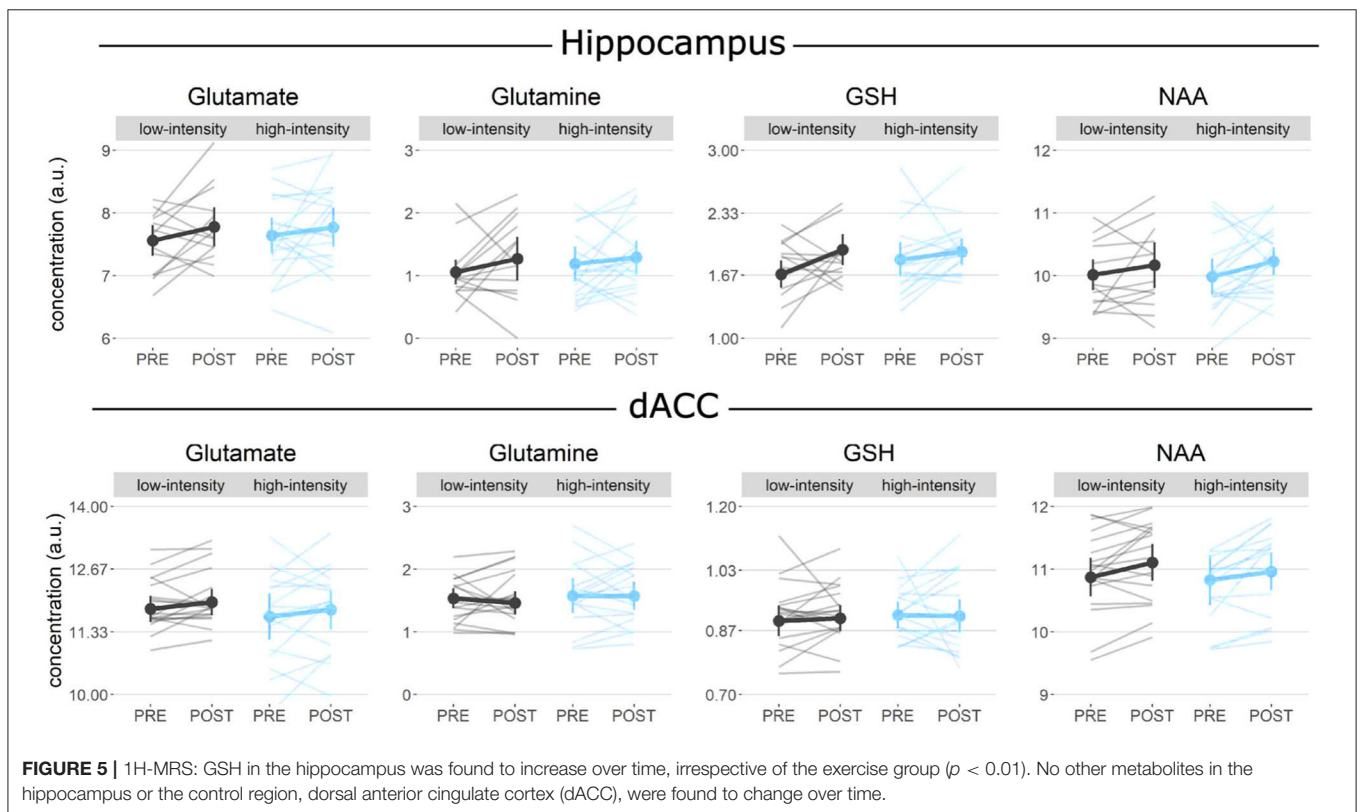 Hippocampus
Glutamate Glutamine GSH NAA
low-intensity high-intensity low-intensity high-intensity low-intensity high-intensity low-intensity high-intensity
concentration (a.u.)
9 3 3.00 12
8 2 2.33 11
7 1 1.67 10
6 0 1.00 9
PRE POST PRE POST PRE POST PRE POST PRE POST PRE POST PRE POST PRE POST
dACC
Glutamate Glutamine GSH NAA
low-intensity high-intensity low-intensity high-intensity low-intensity high-intensity low-intensity high-intensity
concentration (a.u.)
14.00 3 1.20 12
12.67 2 1.03 11
11.33 1 0.87 10
10.00 0 0.70 9
PRE POST PRE POST PRE POST PRE POST PRE POST PRE POST PRE POST PRE POST
FIGURE 5 | 1H-MRS: GSH in the hippocampus was found to increase over time, irrespective of the exercise group (p < 0.01). No other metabolites in the
hippocampus or the control region, dorsal anterior cingulate cortex (dACC), were found to change over time.